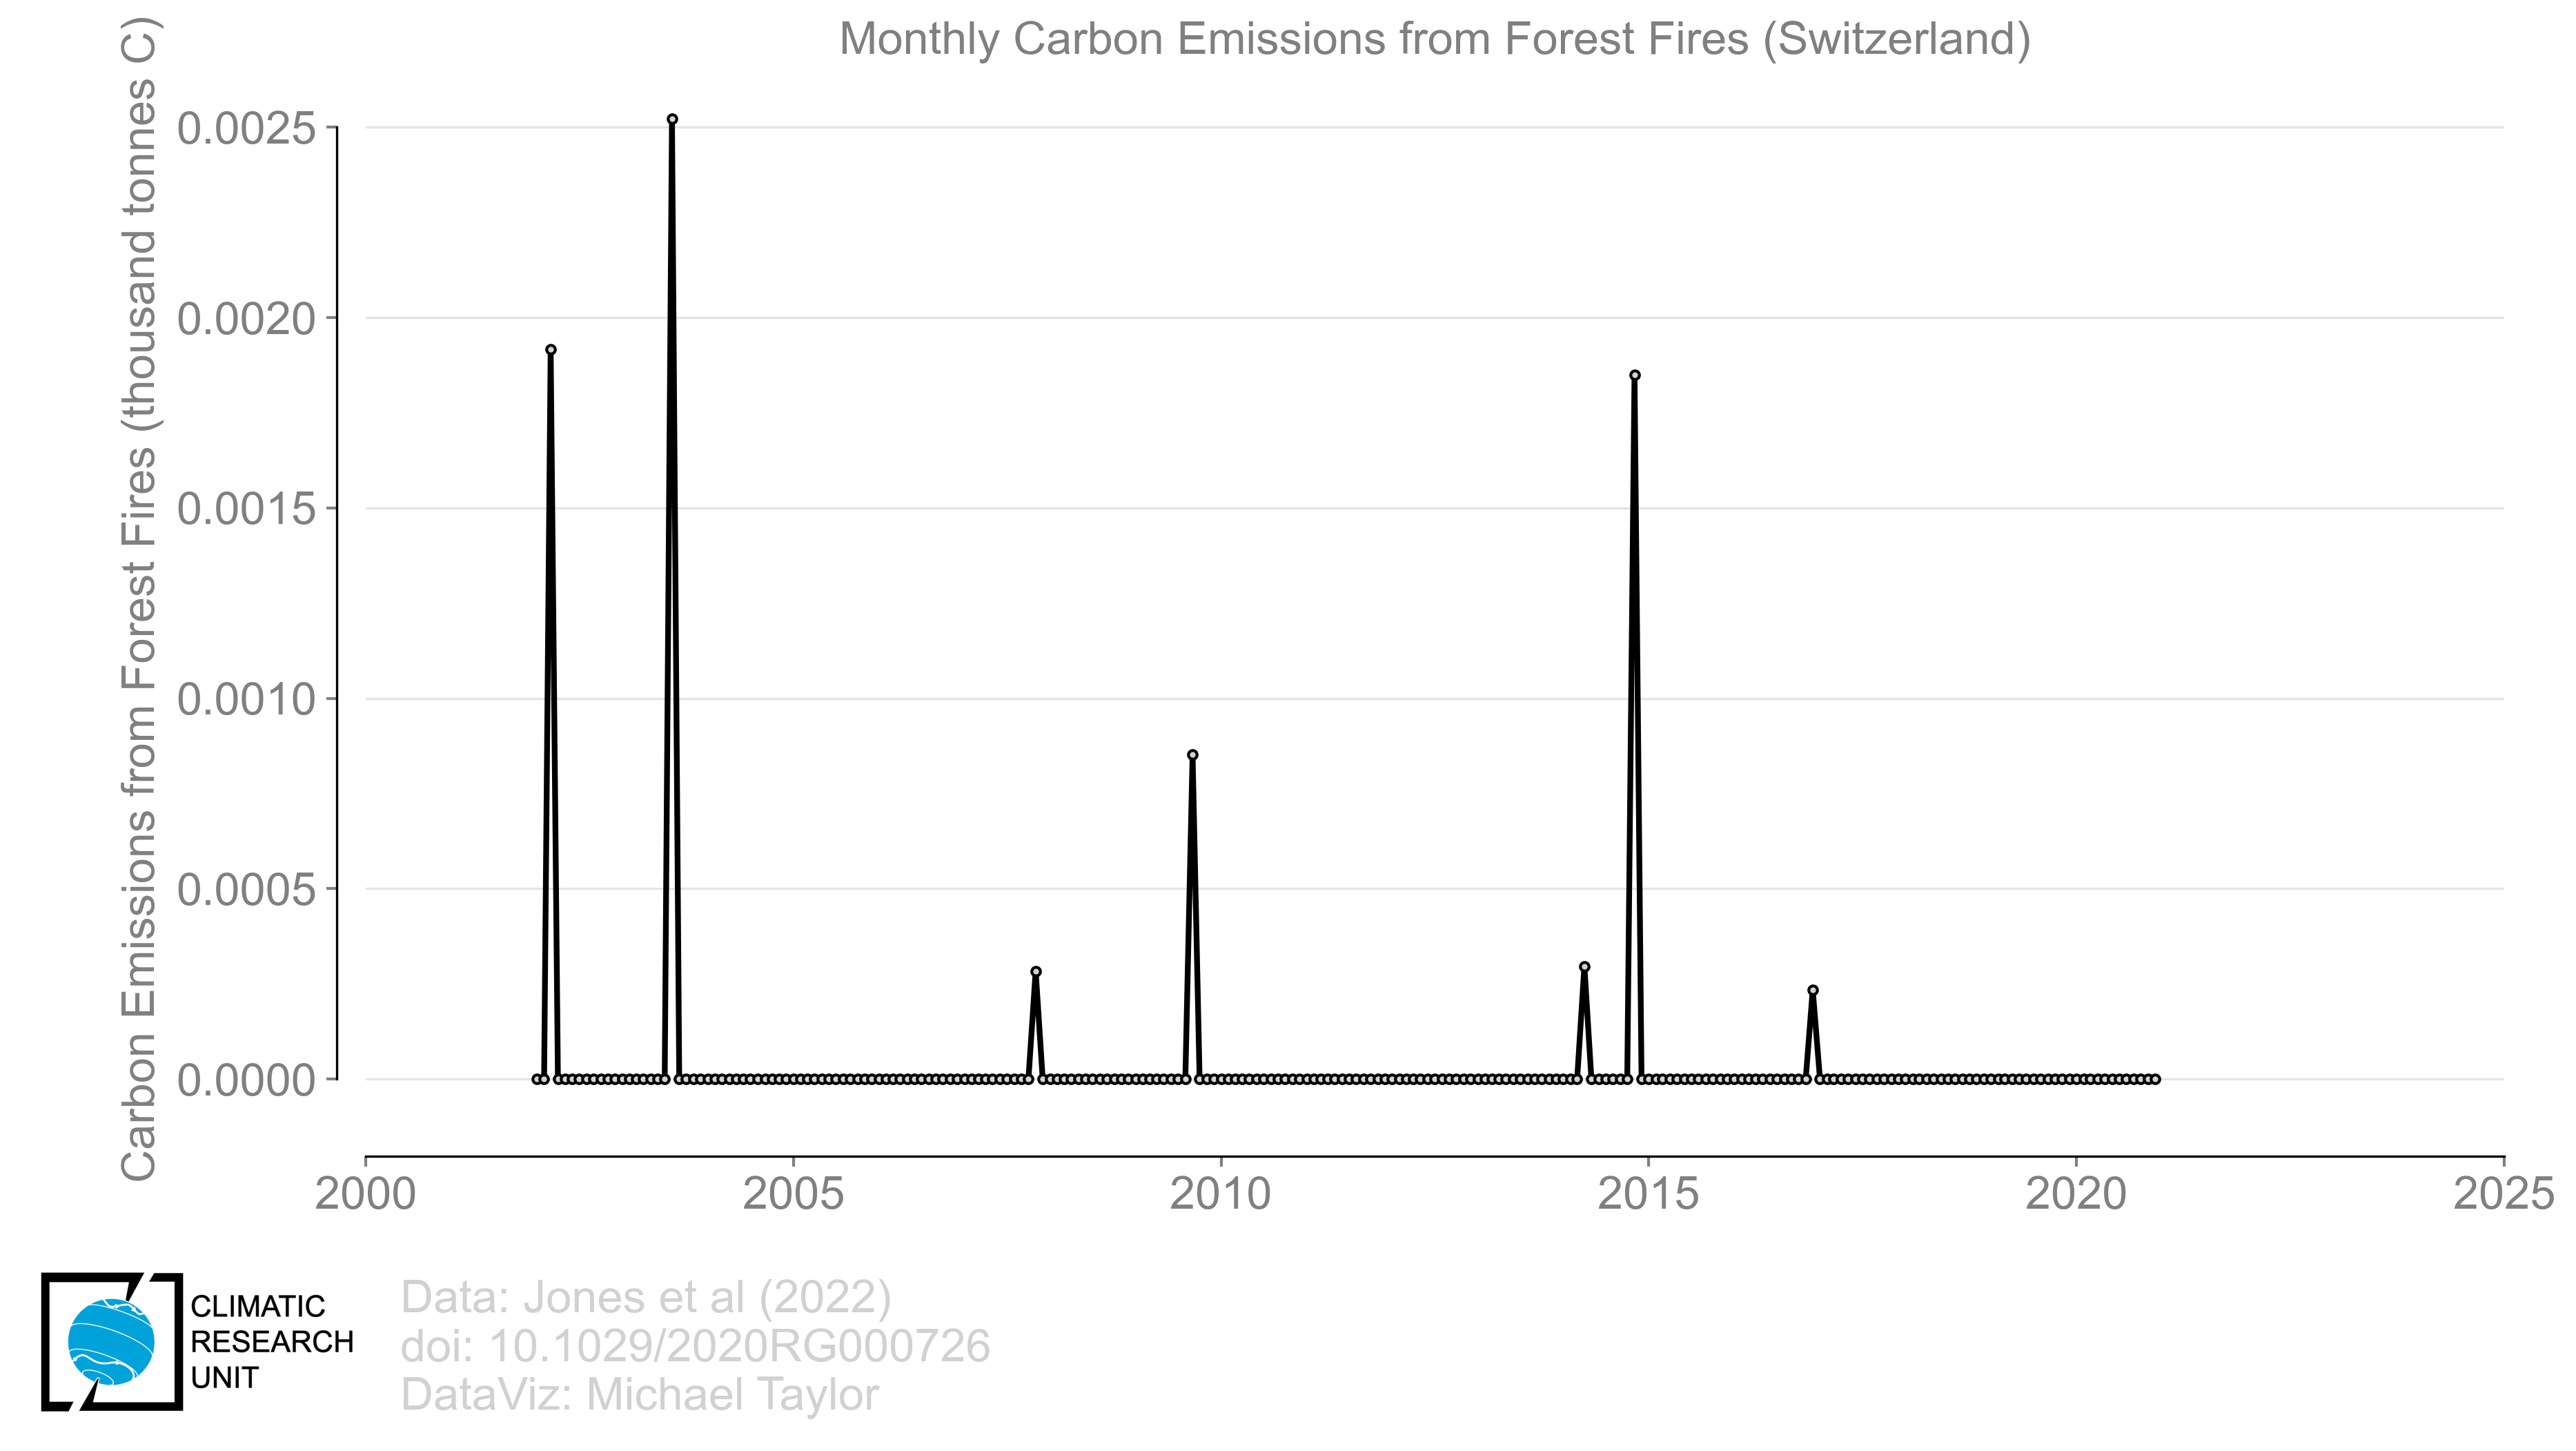 Monthly Carbon Emissions from Forest Fires (Switzerland)
Carbon Emissions from Forest Fires (thousand tonnes C)
0.0025
0.0020
0.0015
0.0010
0.0005
0.0000
2000 2005 2010 2015 2020 2025
CLIMATIC
RESEARCH
UNIT
Data: Jones et al (2022)
doi: 10.1029/2020RG000726
DataViz: Michael Taylor